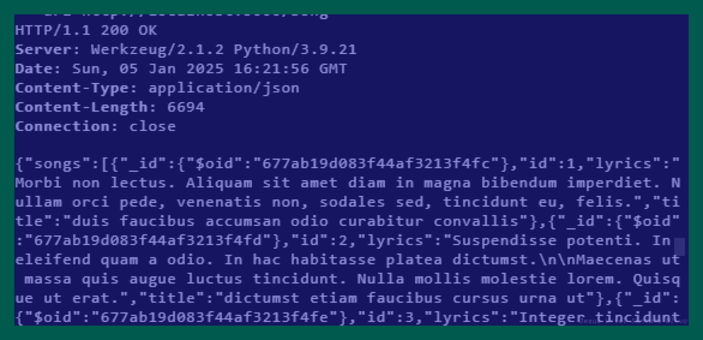 HTTP/1.1 200 OK
Server: Werkzeug/2.1.2 Python/3.9.21
Date: Sun, 05 Jan 2025 16:21:56 GMT
Content-Type: application/json
Content-Length: 6694
Connection: close
{"songs":[{"_id":{"$oid":"677ab19d083f44af3213f4fc"},"id":1,"lyrics":"
Morbi non lectus. Aliquam sit amet diam in magna bibendum imperdiet. N
ullam orci pede, venenatis non, sodales sed, tincidunt eu, felis.","ti
tle":"duis faucibus accumsan odio curabitur convallis"},{"_id":{"$oid"
:"677ab19d083f44af3213f4fd"},"id":2,"lyrics":"Suspendisse potenti. In
eleifend quam a odio. In hac habitasse platea dictumst.\n\nMaecenas ut
massa quis augue luctus tincidunt. Nulla mollis molestie lorem. Quisq
ue ut erat.","title":"dictumst etiam faucibus cursus urna ut"},{"_id":
{"$oid":"677ab19d083f44af3213f4fe"},"id":3,"lyrics":"Integer tincidunt